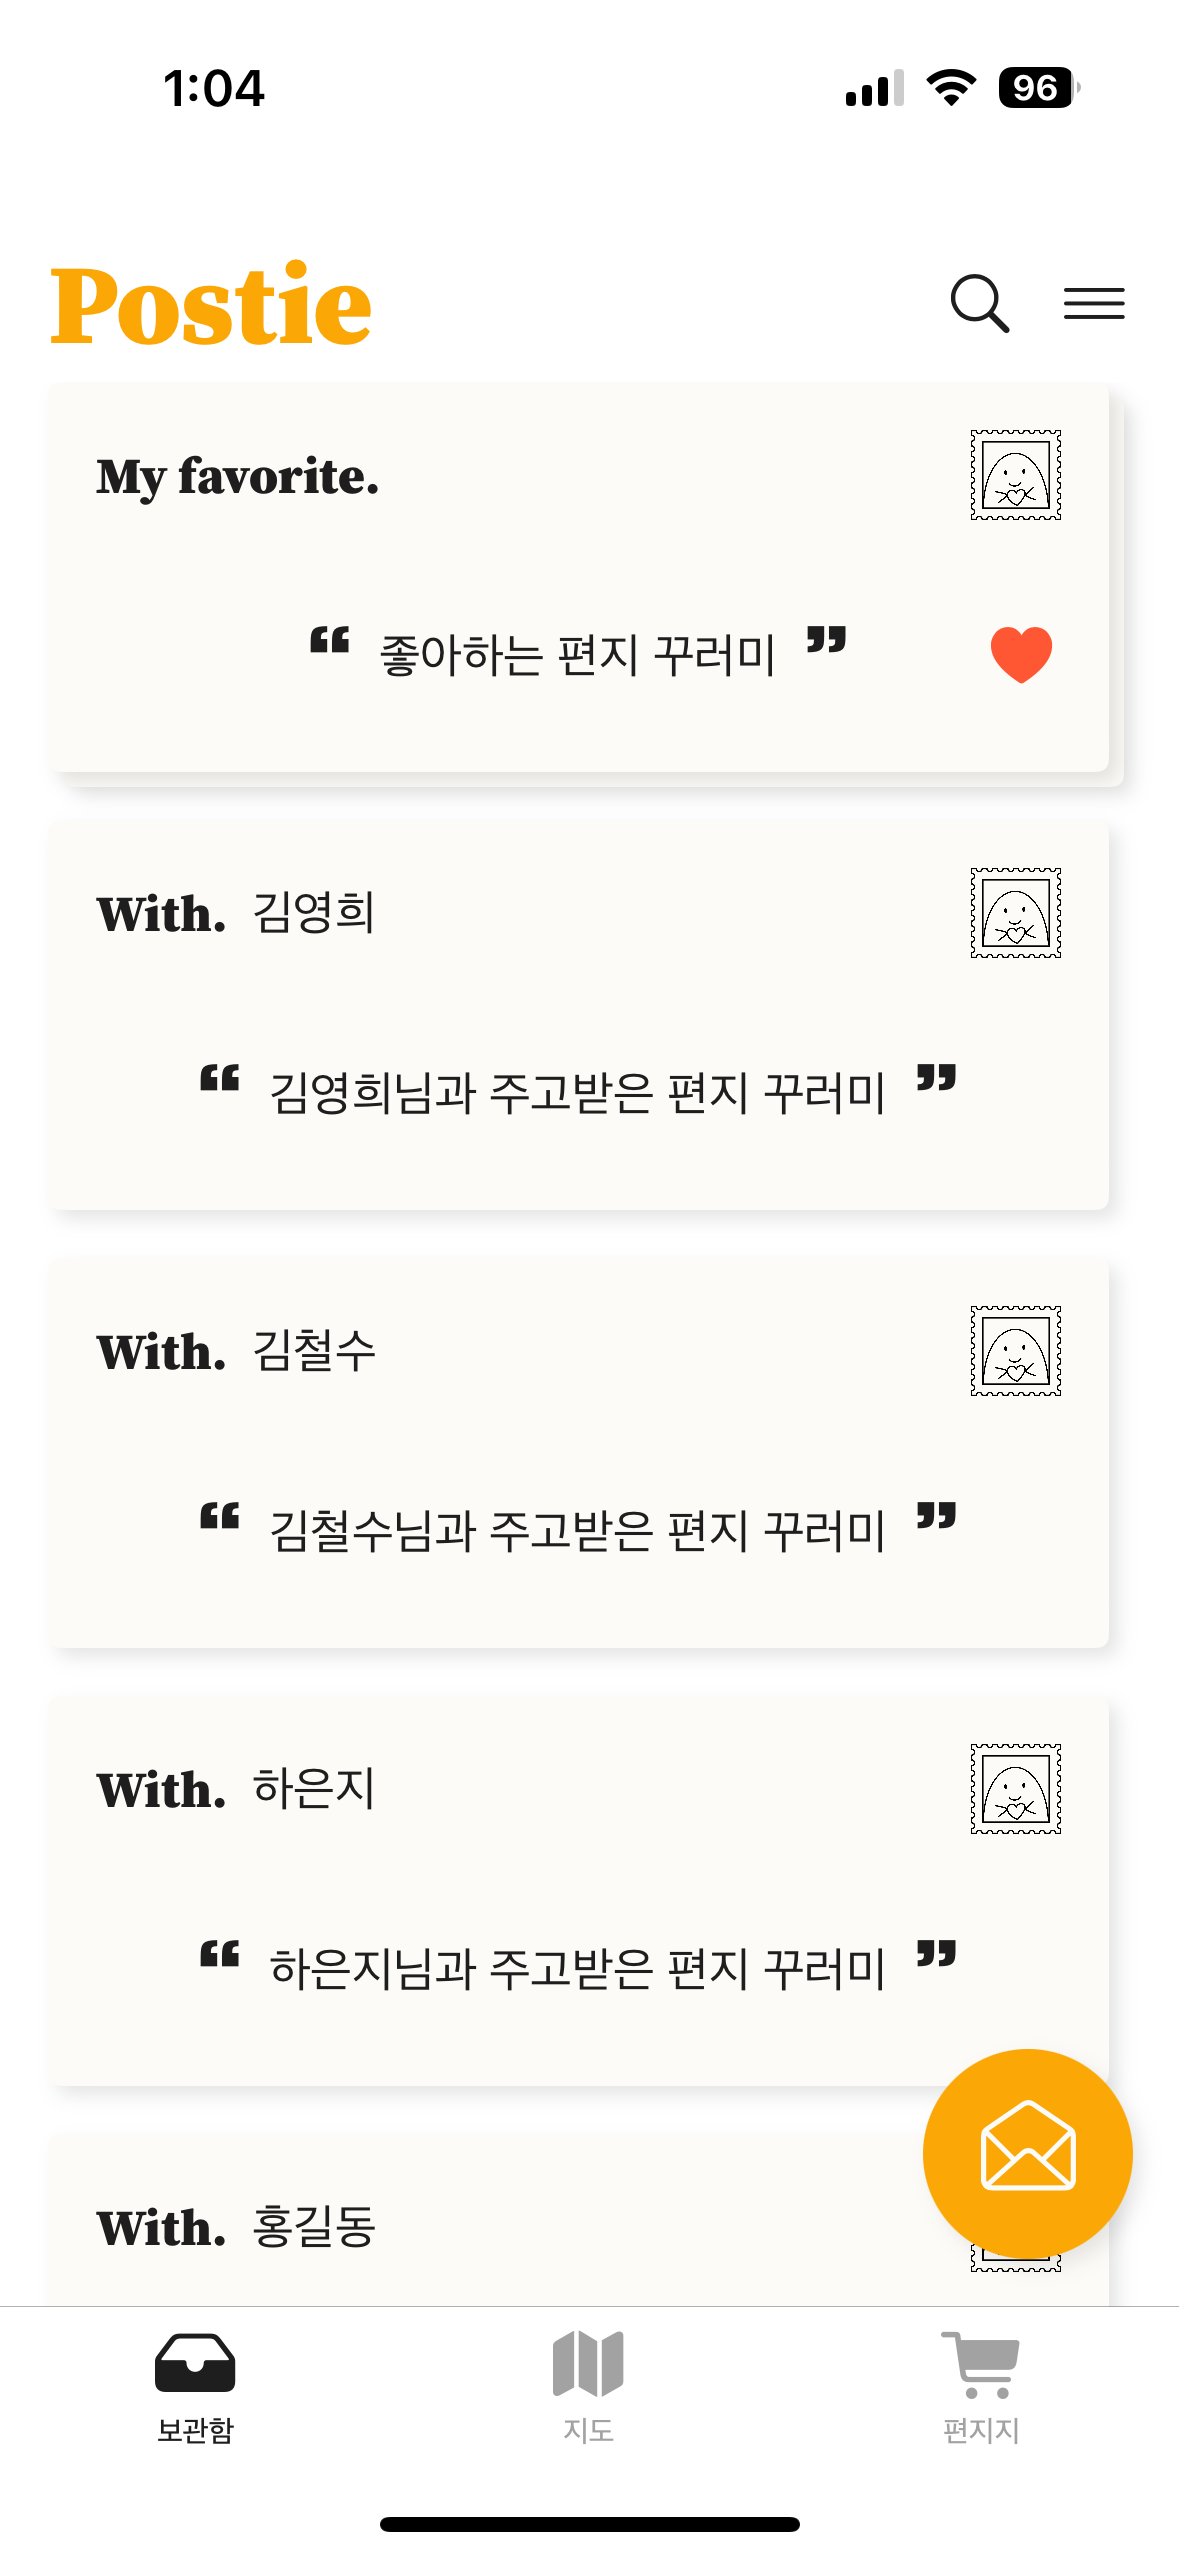 1:04
96
Postie
My favorite.
“ 좋아하는 편지 꾸러미 ”
With. 김영희
“ 김영희님과 주고받은 편지 꾸러미 ”
With. 김철수
“ 김철수님과 주고받은 편지 꾸러미 ”
With. 하은지
“ 하은지님과 주고받은 편지 꾸러미 ”
With. 홍길동
보관함
지도
편지지